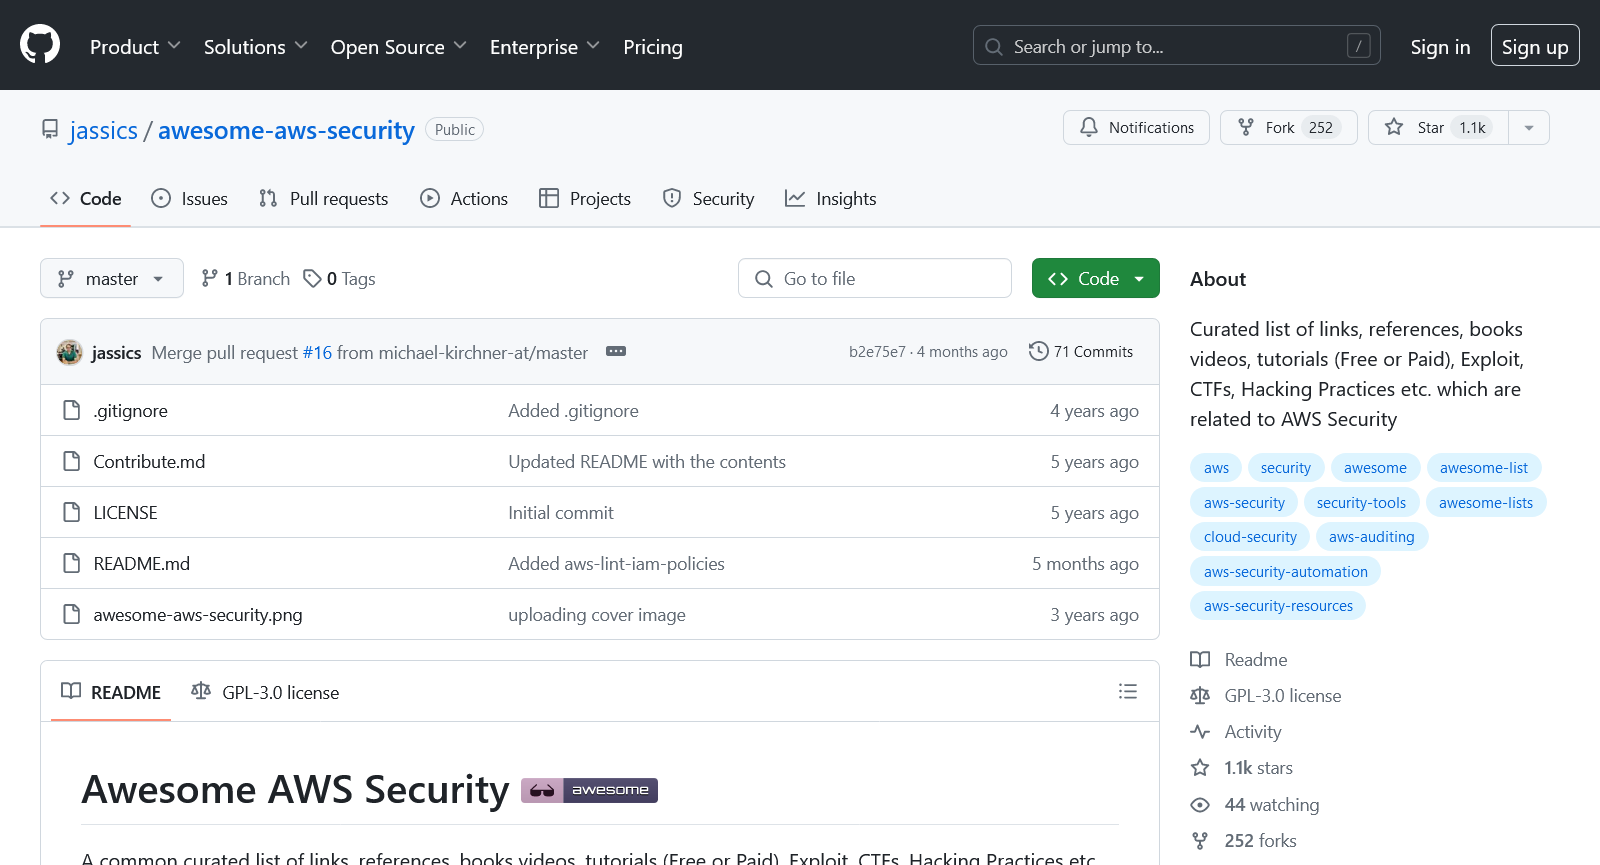 Product Solutions Open Source Enterprise Pricing Search or jump to... / Sign in Sign up
jassics / awesome-aws-security Public Notifications Fork 252 Star 1.1k
Code Issues Pull requests Actions Projects Security Insights
master 1 Branch 0 Tags Go to file Code
jassics Merge pull request #16 from michael-kirchner-at/master b2e75e7 · 4 months ago 71 Commits
.gitignore Added .gitignore 4 years ago
Contribute.md Updated README with the contents 5 years ago
LICENSE Initial commit 5 years ago
README.md Added aws-lint-iam-policies 5 months ago
awesome-aws-security.png uploading cover image 3 years ago
README GPL-3.0 license
Awesome AWS Security awesome
A common curated list of links, references, books videos, tutorials (Free or Paid), Exploit, CTFs, Hacking Practices etc.
About
Curated list of links, references, books
videos, tutorials (Free or Paid), Exploit,
CTFs, Hacking Practices etc. which are
related to AWS Security
aws security awesome awesome-list
aws-security security-tools awesome-lists
cloud-security aws-auditing
aws-security-automation
aws-security-resources
Readme
GPL-3.0 license
Activity
1.1k stars
44 watching
252 forks